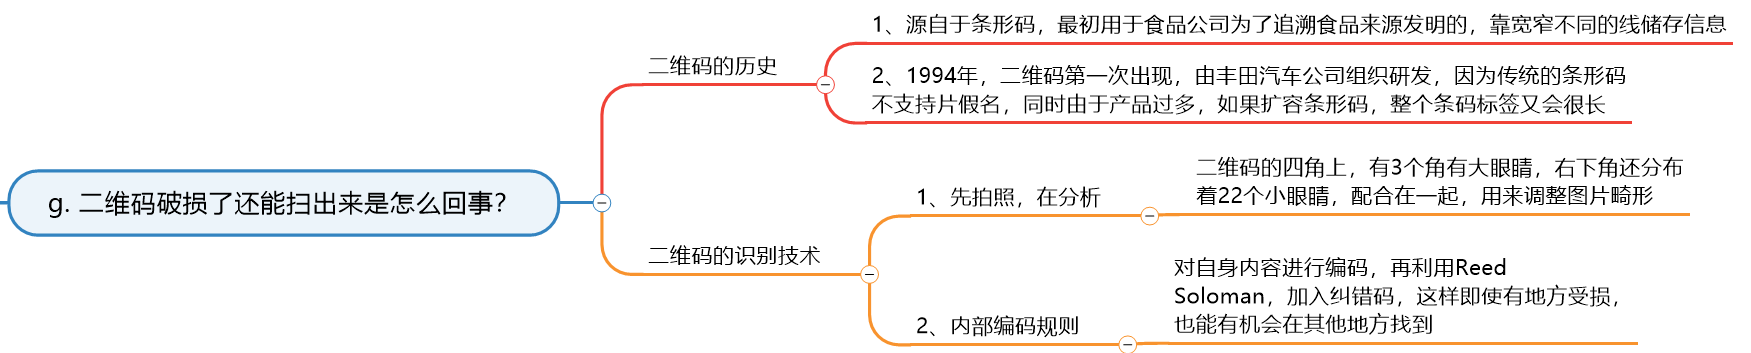 g. 二维码破损了还能扫出来是怎么回事？
二维码的历史
1、源自于条形码，最初用于食品公司为了追溯食品来源发明的，靠宽窄不同的线储存信息
2、1994年，二维码第一次出现，由丰田汽车公司组织研发，因为传统的条形码
不支持片假名，同时由于产品过多，如果扩容条形码，整个条码标签又会很长
二维码的识别技术
1、先拍照，在分析
二维码的四角上，有3个角有大眼睛，右下角还分布
着22个小眼睛，配合在一起，用来调整图片畸形
2、内部编码规则
对自身内容进行编码，再利用Reed
Soloman，加入纠错码，这样即使有地方受损，
也能有机会在其他地方找到